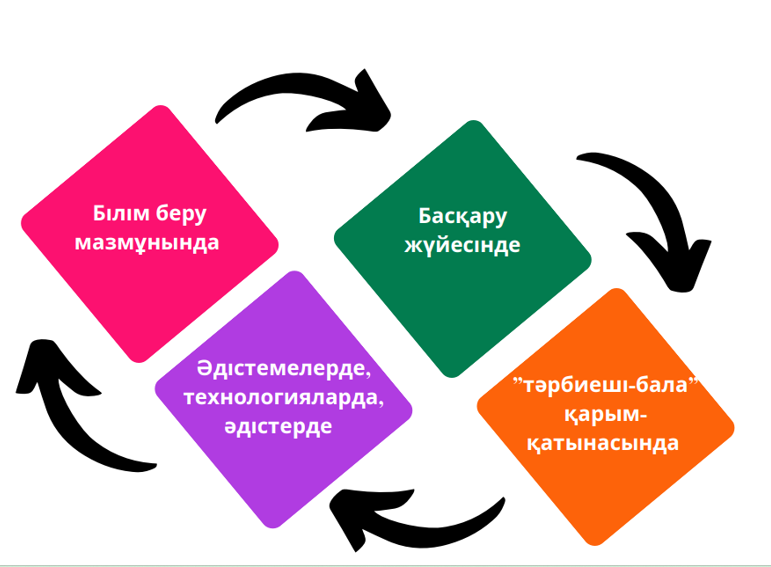 Білім беру
мазмұнында
Басқару
жүйесінде
Әдістемелерде,
технологияларда,
әдістерде
”тәрбиеші-бала”
қарым-
қатынасында